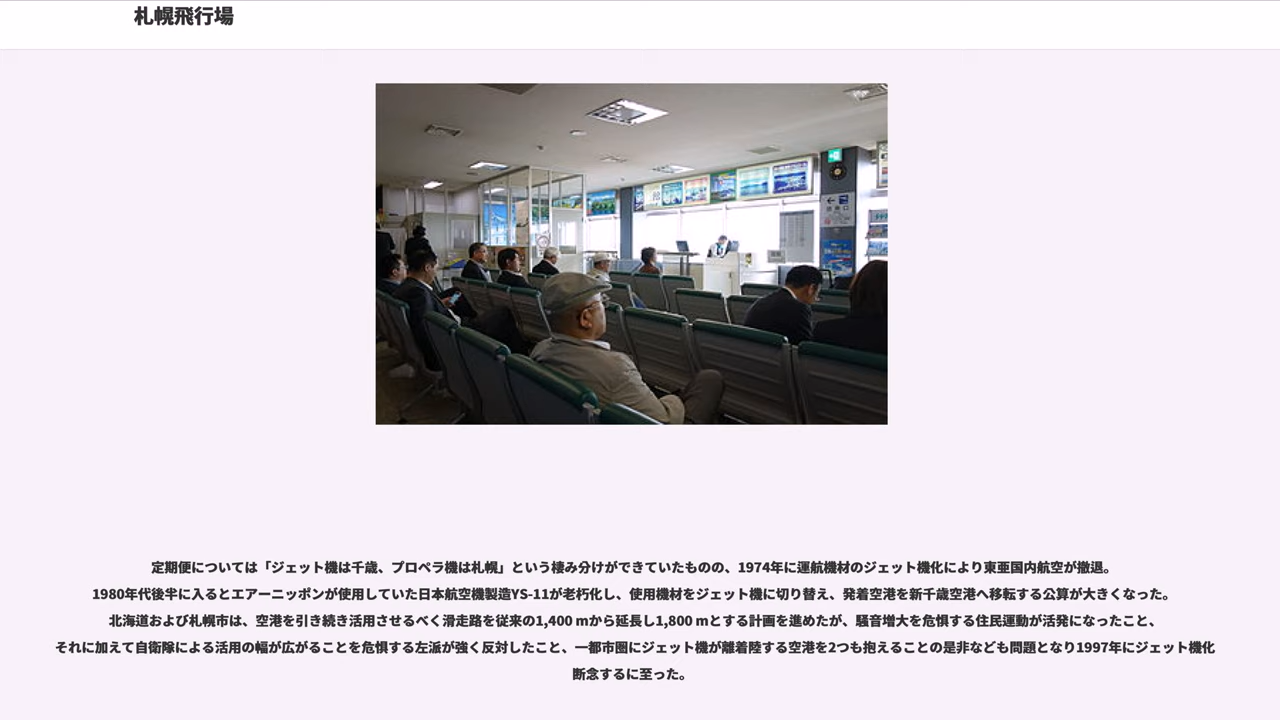 札幌飛行場
定期便については「ジェット機は千歳、プロペラ機は札幌」という棲み分けができていたものの、1974年に運航機材のジェット機化により東亜国内航空が撤退。
1980年代後半に入るとエアーニッポンが使用していた日本航空機製造YS-11が老朽化し、使用機材をジェット機に切り替え、発着空港を新千歳空港へ移転する公算が大きくなった。
北海道および札幌市は、空港を引き続き活用させるべく滑走路を従来の1,400 mから延長し1,800 mとする計画を進めたが、騒音増大を危惧する住民運動が活発になったこと、
それに加えて自衛隊による活用の幅が広がることを危惧する左派が強く反対したこと、一都市圏にジェット機が離着陸する空港を2つも抱えることの是非なども問題となり1997年にジェット機化
断念するに至った。